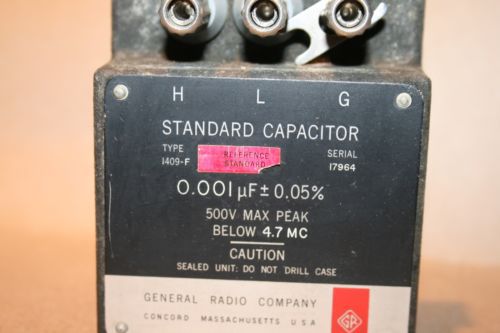 H L G
STANDARD CAPACITOR
TYPE REFERENCE SERIAL
1409-F STANDARD 17964
0.001 μF ± 0.05%
500V MAX PEAK
BELOW 4.7 MC
CAUTION
SEALED UNIT: DO NOT DRILL CASE
GENERAL RADIO COMPANY
CONCORD MASSACHUSETTS USA
GR